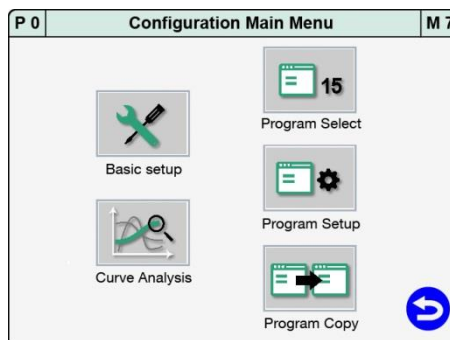 P 0 Configuration Main Menu M 7
15
Program Select
Basic setup
Program Setup
Curve Analysis
Program Copy